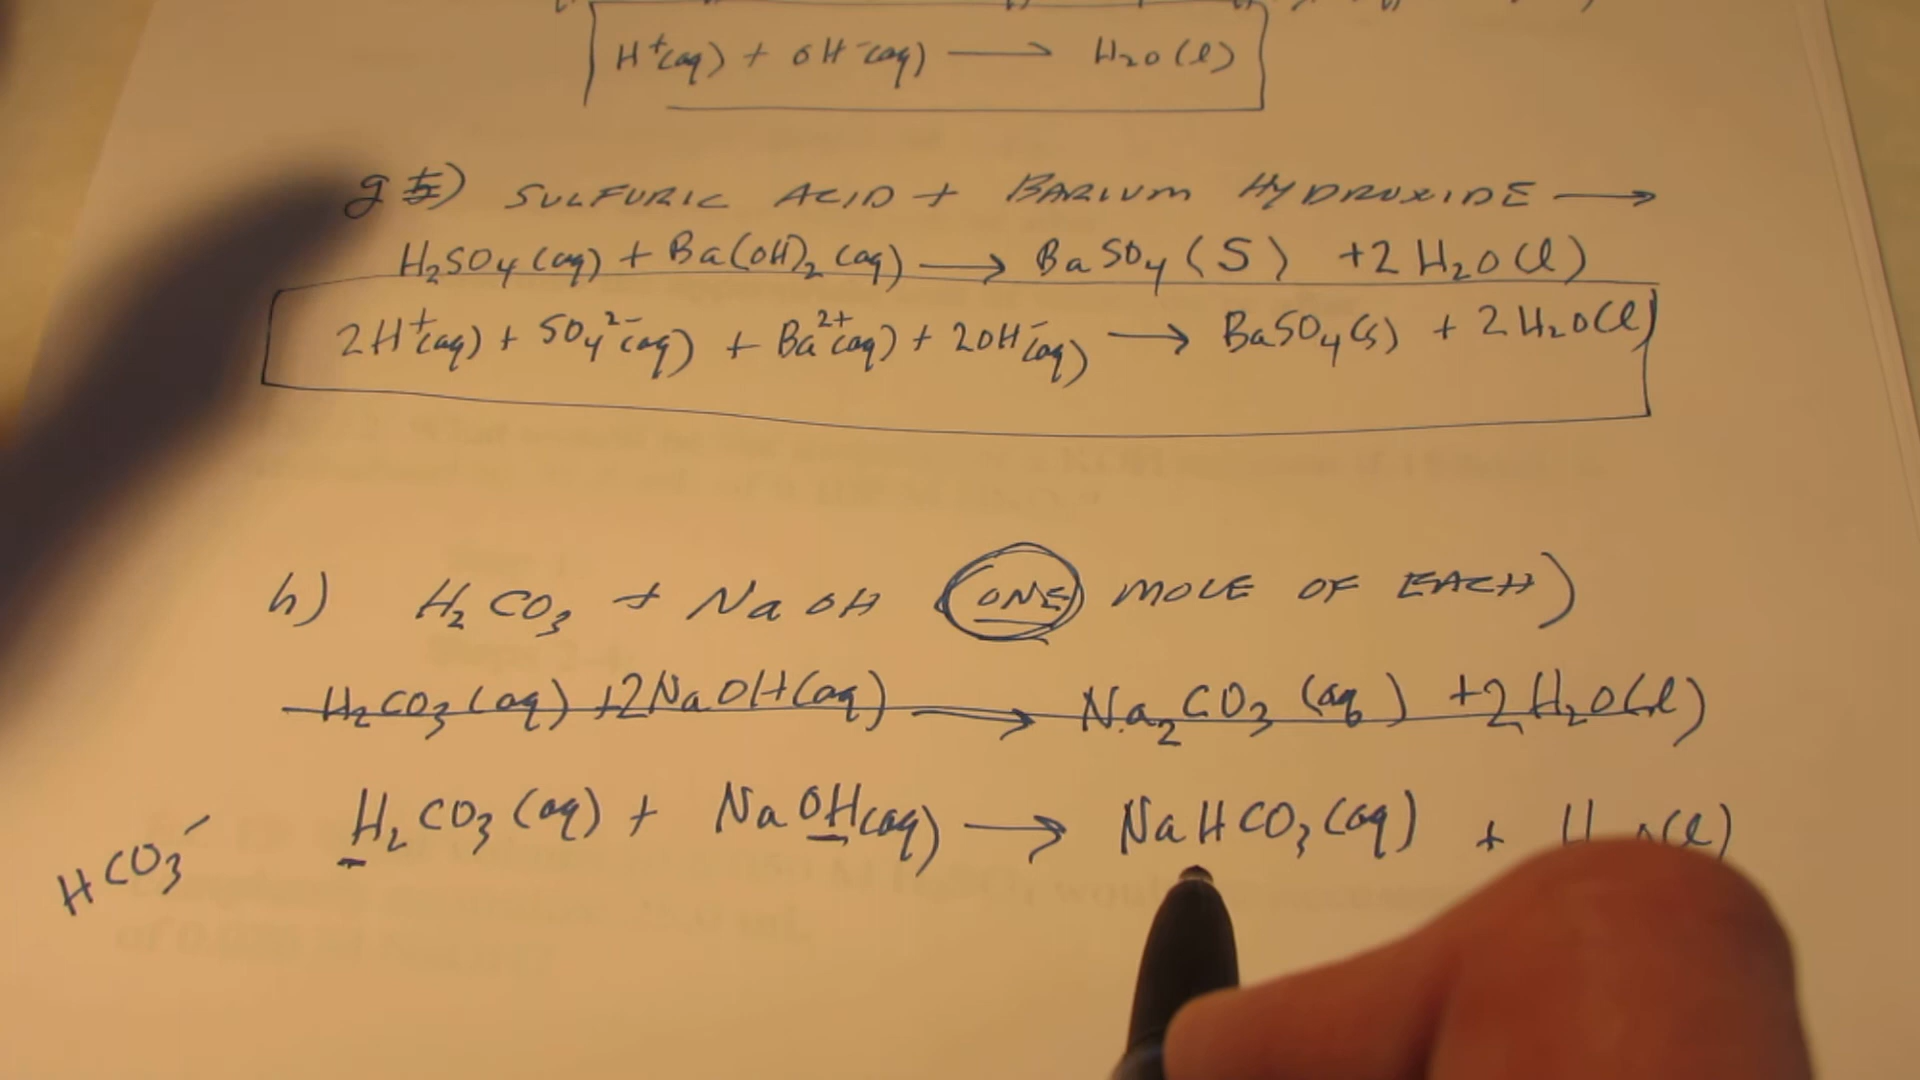 H⁺(aq) + OH⁻(aq) → H₂O(l)
g) SULFURIC ACID + BARIUM HYDROXIDE →
H₂SO₄(aq) + Ba(OH)₂(aq) → BaSO₄(S) + 2 H₂O(l)
2H⁺(aq) + SO₄²⁻(aq) + Ba²⁺(aq) + 2OH⁻(aq) → BaSO₄(s) + 2H₂O(l)
h) H₂CO₃ + NaOH (ONE MOLE OF EACH)
H₂CO₃(aq) + 2NaOH(aq) → Na₂CO₃(aq) + 2H₂O(l)
H₂CO₃(aq) + NaOH(aq) → NaHCO₃(aq) + (l)
HCO₃⁻